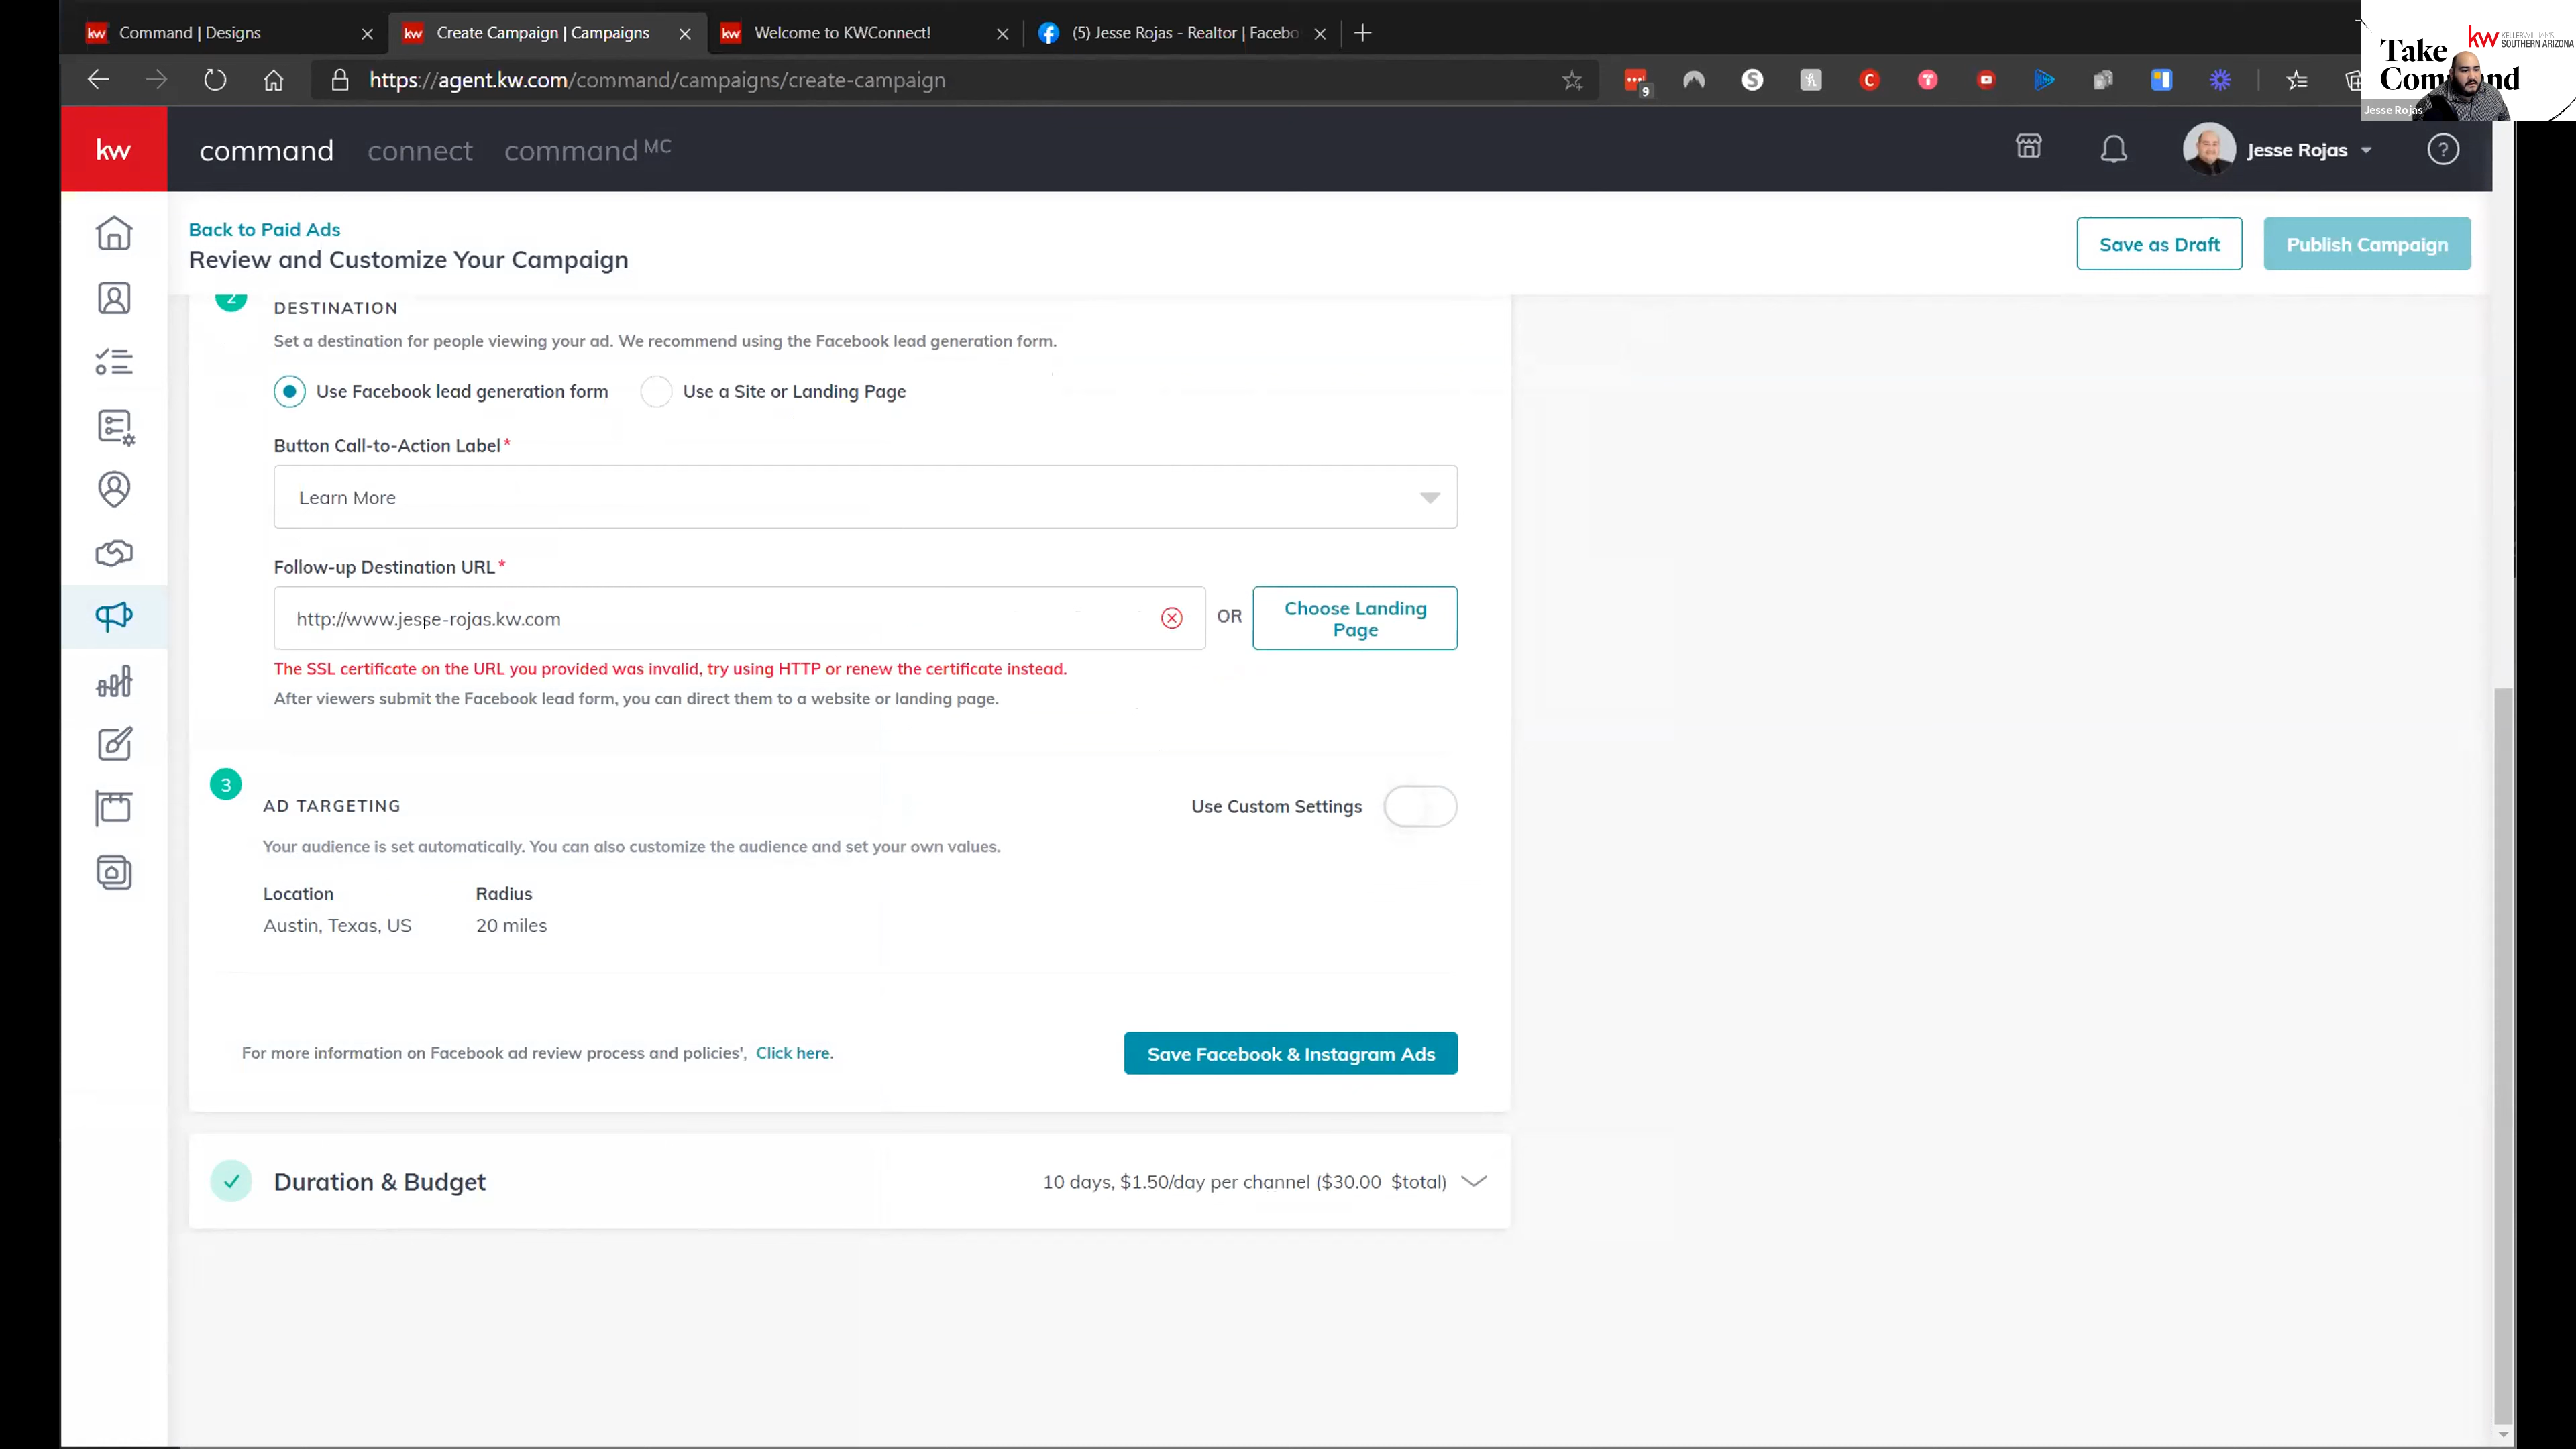 Command | Designs
Create Campaign | Campaigns
Welcome to KWConnect!
(5) Jesse Rojas - Realtor | Facebo
https://agent.kw.com/command/campaigns/create-campaign
9
Take Command
kw KELLERWILLIAMS
SOUTHERN ARIZONA
Jesse Rojas
kw
command connect command MC
Jesse Rojas
Back to Paid Ads
Review and Customize Your Campaign
Save as Draft
Publish Campaign
2
DESTINATION
Set a destination for people viewing your ad. We recommend using the Facebook lead generation form.
Use Facebook lead generation form
Use a Site or Landing Page
Button Call-to-Action Label*
Learn More
Follow-up Destination URL*
http://www.jesse-rojas.kw.com
OR
Choose Landing Page
The SSL certificate on the URL you provided was invalid, try using HTTP or renew the certificate instead.
After viewers submit the Facebook lead form, you can direct them to a website or landing page.
3
AD TARGETING
Use Custom Settings
Your audience is set automatically. You can also customize the audience and set your own values.
Location Radius
Austin, Texas, US 20 miles
For more information on Facebook ad review process and policies', Click here.
Save Facebook & Instagram Ads
Duration & Budget
10 days, $1.50/day per channel ($30.00 $total)